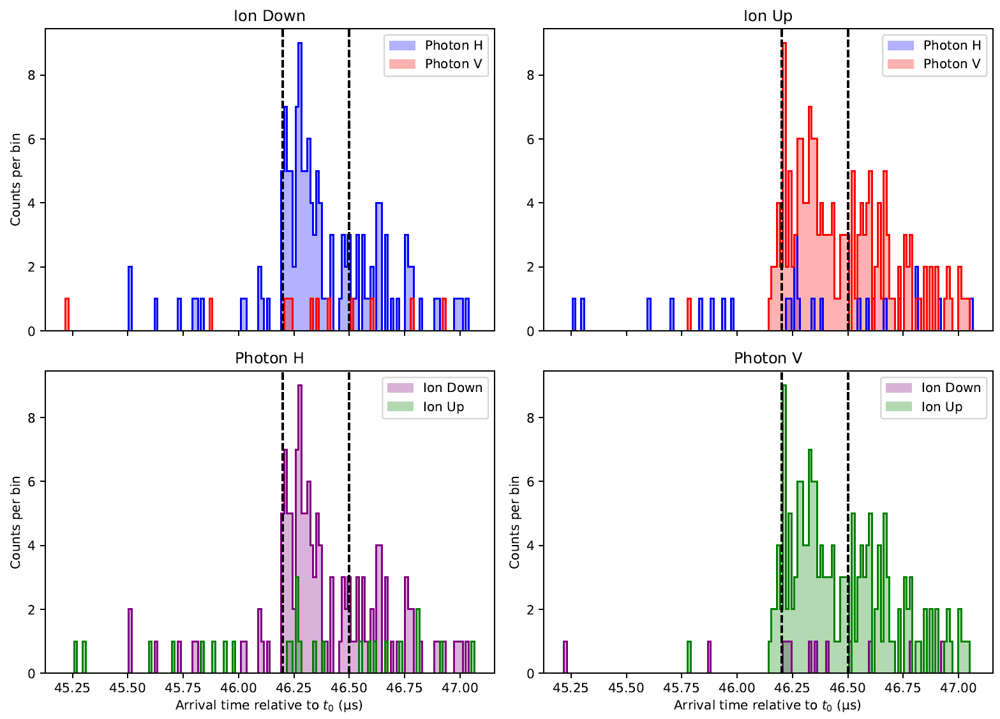 Ion Down
Counts per bin
8
6
4
2
0
Photon H
Photon V
Ion Up
8
6
4
2
0
Photon H
Photon V
Photon H
Counts per bin
8
6
4
2
0
Ion Down
Ion Up
45.25 45.50 45.75 46.00 46.25 46.50 46.75 47.00
Arrival time relative to t₀ (µs)
Photon V
Counts per bin
8
6
4
2
0
Ion Down
Ion Up
45.25 45.50 45.75 46.00 46.25 46.50 46.75 47.00
Arrival time relative to t₀ (µs)